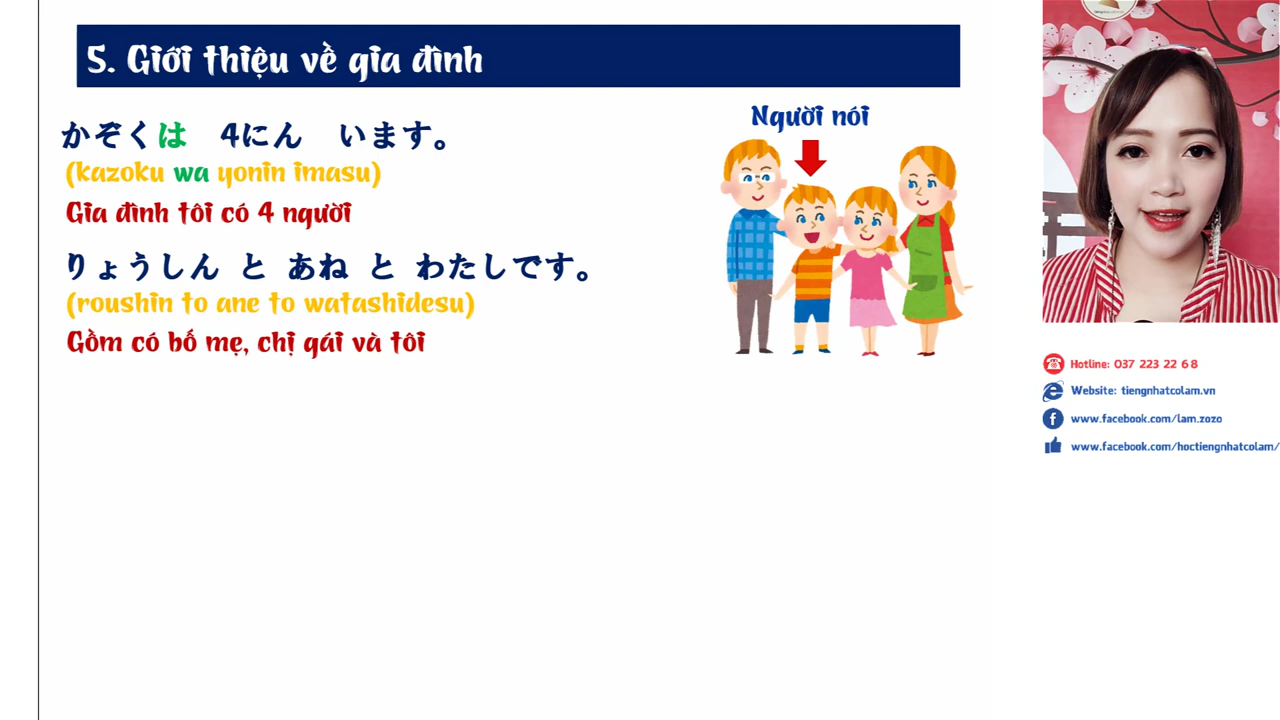 5. Giới thiệu về gia đình
かぞくは 4にん います。
(kazoku wa yonin imasu)
Gia đình tôi có 4 người
りょうしん と あね と わたしです。
(roushin to ane to watashidesu)
Gồm có bố mẹ, chị gái và tôi
Người nói
Hotline: 037 223 22 68
Website: tiengnhatcolam.vn
www.facebook.com/lam.zozo
www.facebook.com/hoctiengnhatcolam/